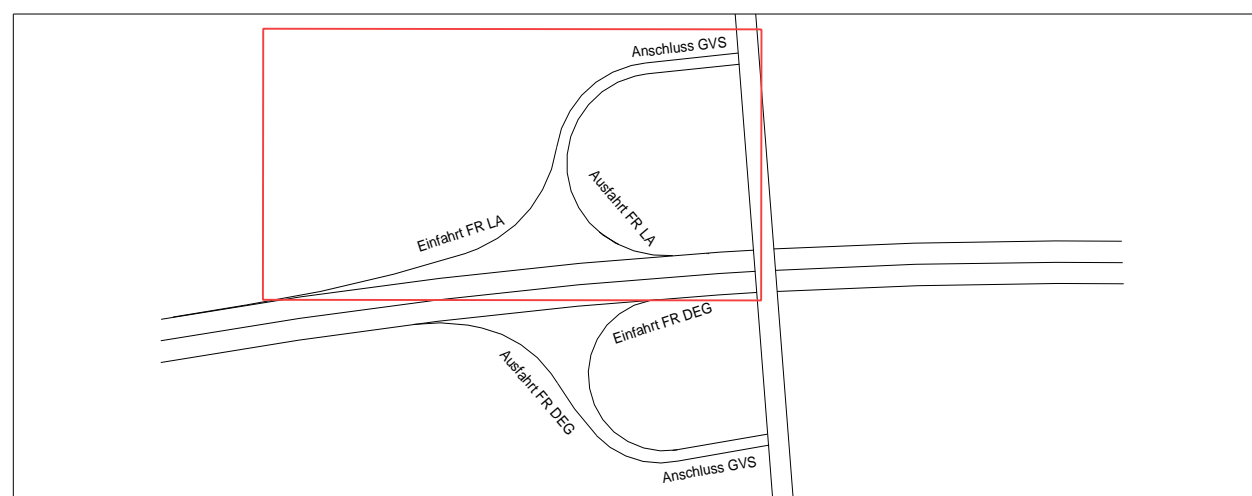 Anschluss GVS
Ausfahrt FR LA
Einfahrt FR LA
Einfahrt FR DEG
Ausfahrt FR DEG
Anschluss GVS